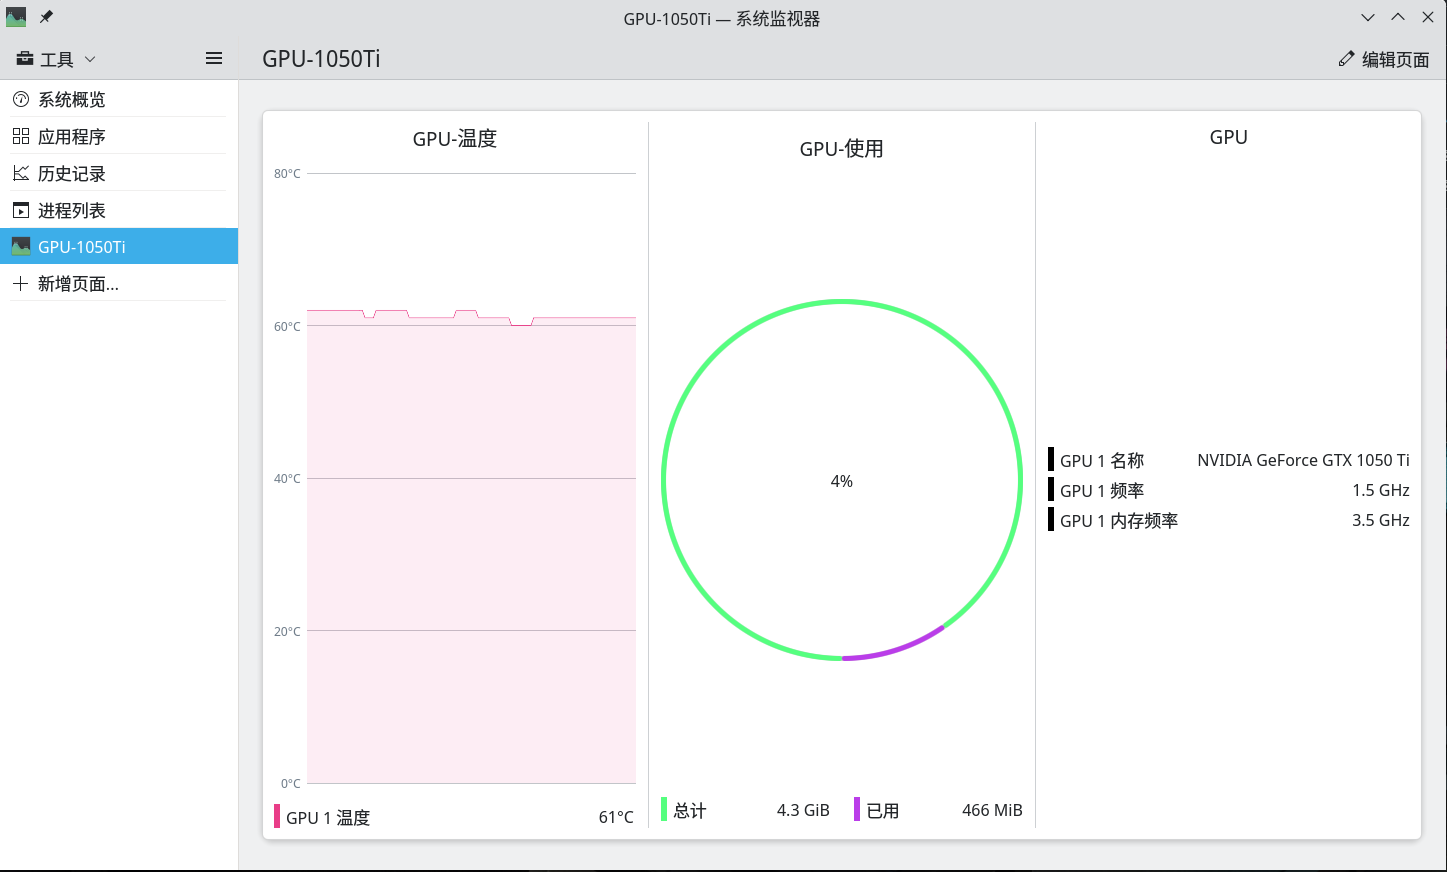 GPU-1050Ti — 系统监视器
工具
GPU-1050Ti
编辑页面
系统概览
应用程序
历史记录
进程列表
GPU-1050Ti
新增页面...
GPU-温度
80°C
60°C
40°C
20°C
0°C
GPU 1 温度 61°C
GPU-使用
4%
总计 4.3 GiB 已用 466 MiB
GPU
GPU 1 名称 NVIDIA GeForce GTX 1050 Ti
GPU 1 频率 1.5 GHz
GPU 1 内存频率 3.5 GHz